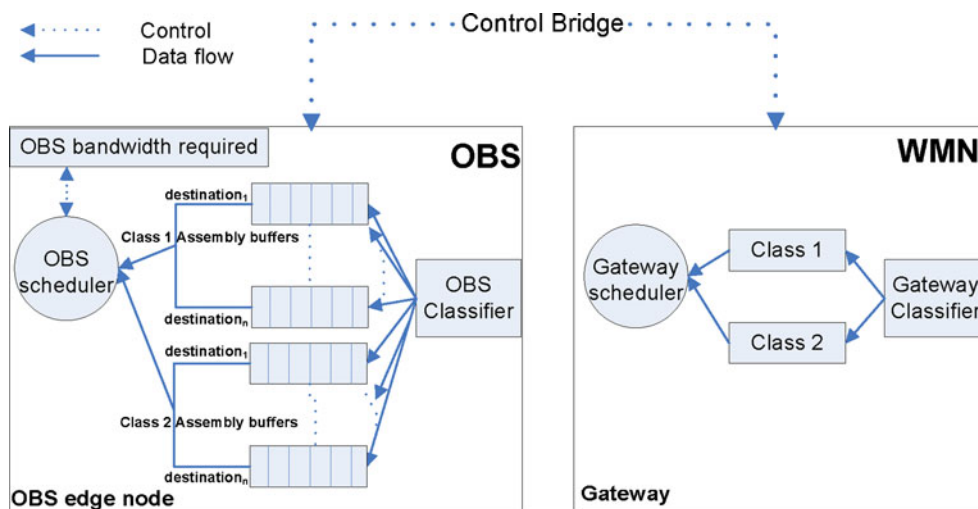 Control
Data flow
Control Bridge
OBS bandwidth required
OBS
WMN
destination1
Class 1 Assembly buffers
OBS
scheduler
destinationn
OBS
Classifier
destination1
Class 2 Assembly buffers
destinationn
OBS edge node
Gateway
scheduler
Class 1
Class 2
Gateway
Classifier
Gateway